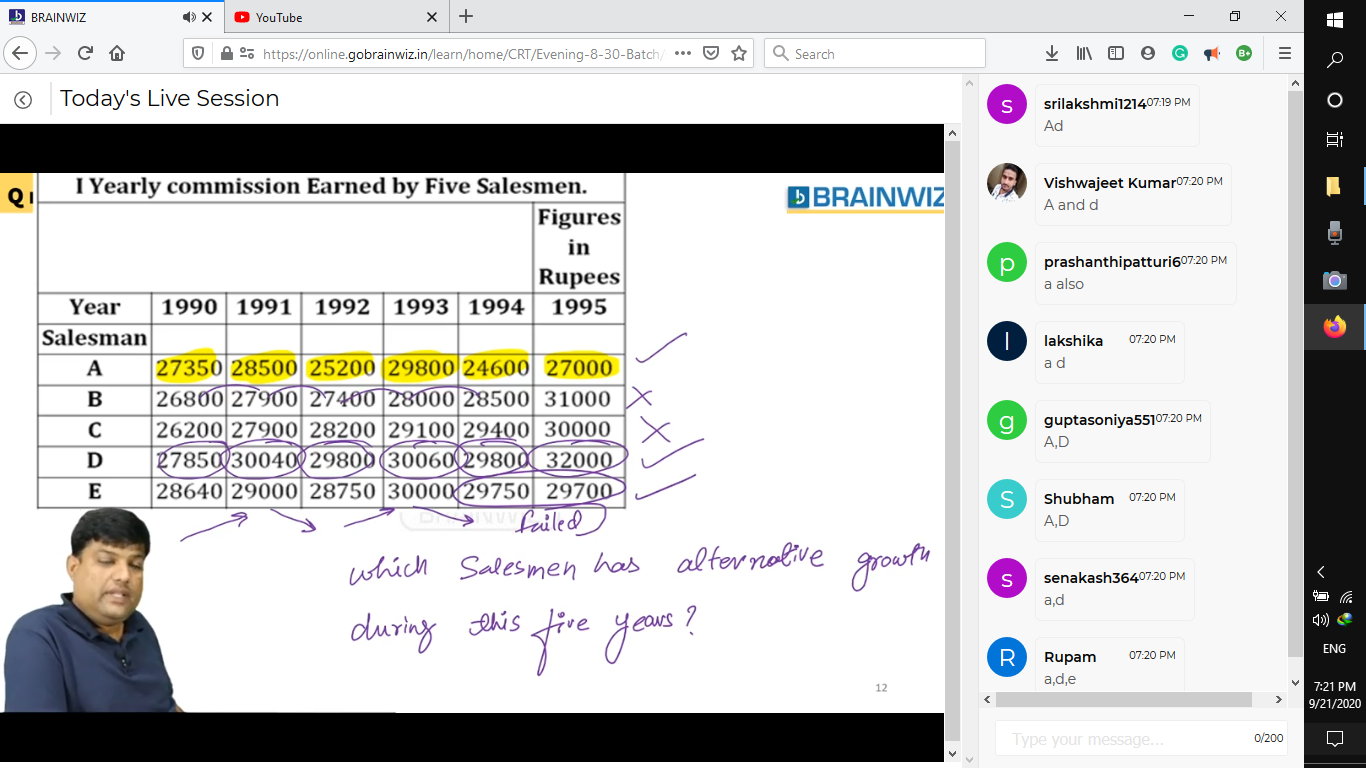 BRAINWIZ
YouTube
https://online.gobrainwiz.in/learn/home/CRT/Evening-8-30-Batch/
Search
Today's Live Session
Q
I Yearly commission Earned by Five Salesmen.
BRAINWIZ
Figures in Rupees
Year 1990 1991 1992 1993 1994 1995
Salesman
A 27350 28500 25200 29800 24600 27000
B 26800 27900 27400 28000 28500 31000
C 26200 27900 28200 29100 29400 30000
D 27850 30040 29800 30060 29800 32000
E 28640 29000 28750 30000 29750 29700
failed
which Salesmen has alternative growth
during this five years?
12
srilakshmi1214 07:19 PM
Ad
Vishwajeet Kumar 07:20 PM
A and d
prashanthipatturi6 07:20 PM
a also
lakshika 07:20 PM
a d
guptasoniya551 07:20 PM
A,D
Shubham 07:20 PM
A,D
senakash364 07:20 PM
a,d
Rupam 07:20 PM
a,d,e
Type your message...
0/200
ENG
7:21 PM
9/21/2020